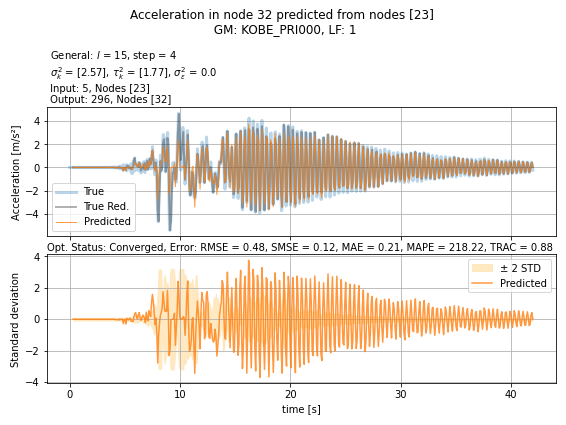 Acceleration in node 32 predicted from nodes [23]
GM: KOBE_PRI000, LF: 1
General: l = 15, step = 4
σ²ₖ = [2.57], τ²ₖ = [1.77], σ²ₛ = 0.0
Input: 5, Nodes [23]
Output: 296, Nodes [32]
Acceleration [m/s²]
4
2
0
−2
−4
True
True Red.
Predicted
Opt. Status: Converged, Error: RMSE = 0.48, SMSE = 0.12, MAE = 0.21, MAPE = 218.22, TRAC = 0.88
Standard deviation
4
2
0
−2
−4
± 2 STD
Predicted
0 10 20 30 40
time [s]